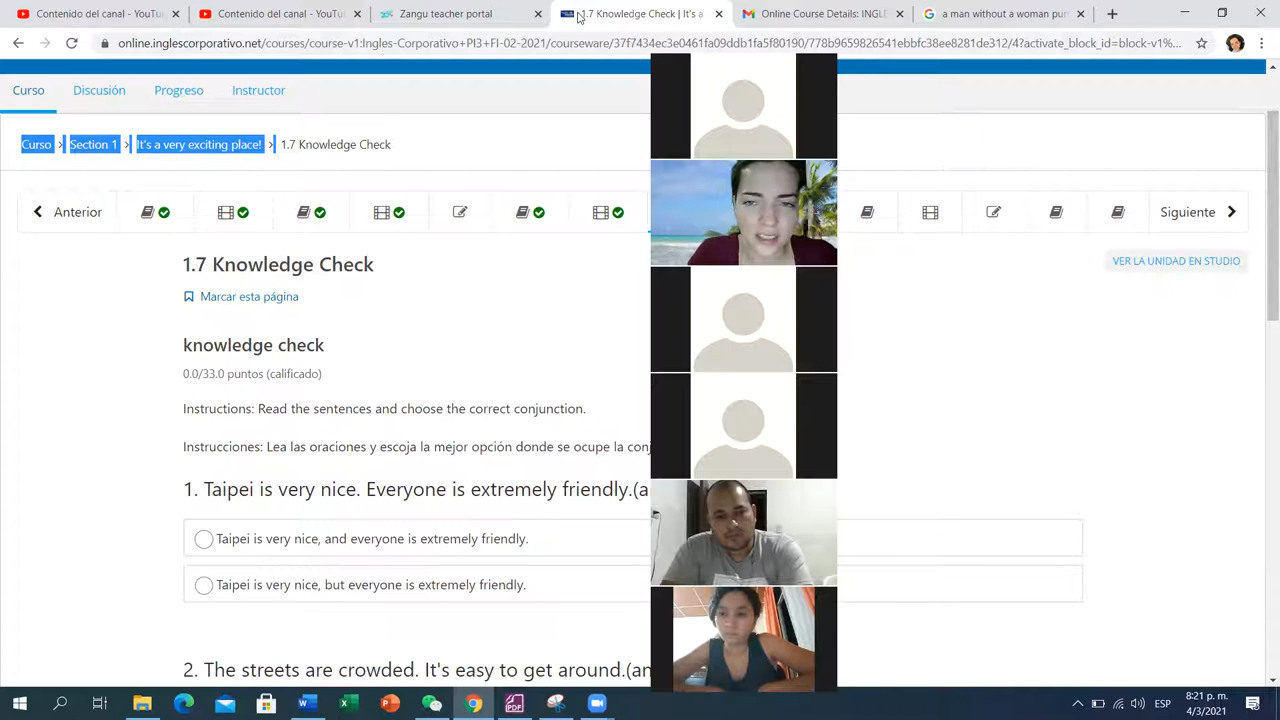 Contenido del curso - YouTube
Contenido del curso - YouTube
Zangu teacher portal
1.7 Knowledge Check | It's a
Online Course Details: INGLE
a man without a woman pun
online.inglescorporativo.net/courses/course-v1:Ingles-Corporativo+PI3+FI-02-2021/courseware/37f7434ec3e0461fa09ddb1fa5f80190/778b9659826541ebbfc38ee8281de312/4?activate_block_id=block-v1%...
Curso
Discusión
Progreso
Instructor
Curso > Section 1 > It's a very exciting place! > 1.7 Knowledge Check
Anterior
Siguiente
1.7 Knowledge Check
VER LA UNIDAD EN STUDIO
Marcar esta página
knowledge check
0.0/33.0 puntos (calificado)
Instructions: Read the sentences and choose the correct conjunction.
Instrucciones: Lea las oraciones y escoja la mejor opción donde se ocupe la conj
1. Taipei is very nice. Everyone is extremely friendly.(a
Taipei is very nice, and everyone is extremely friendly.
Taipei is very nice, but everyone is extremely friendly.
2. The streets are crowded. It's easy to get around.(an
ESP
8:21 p. m.
4/3/2021